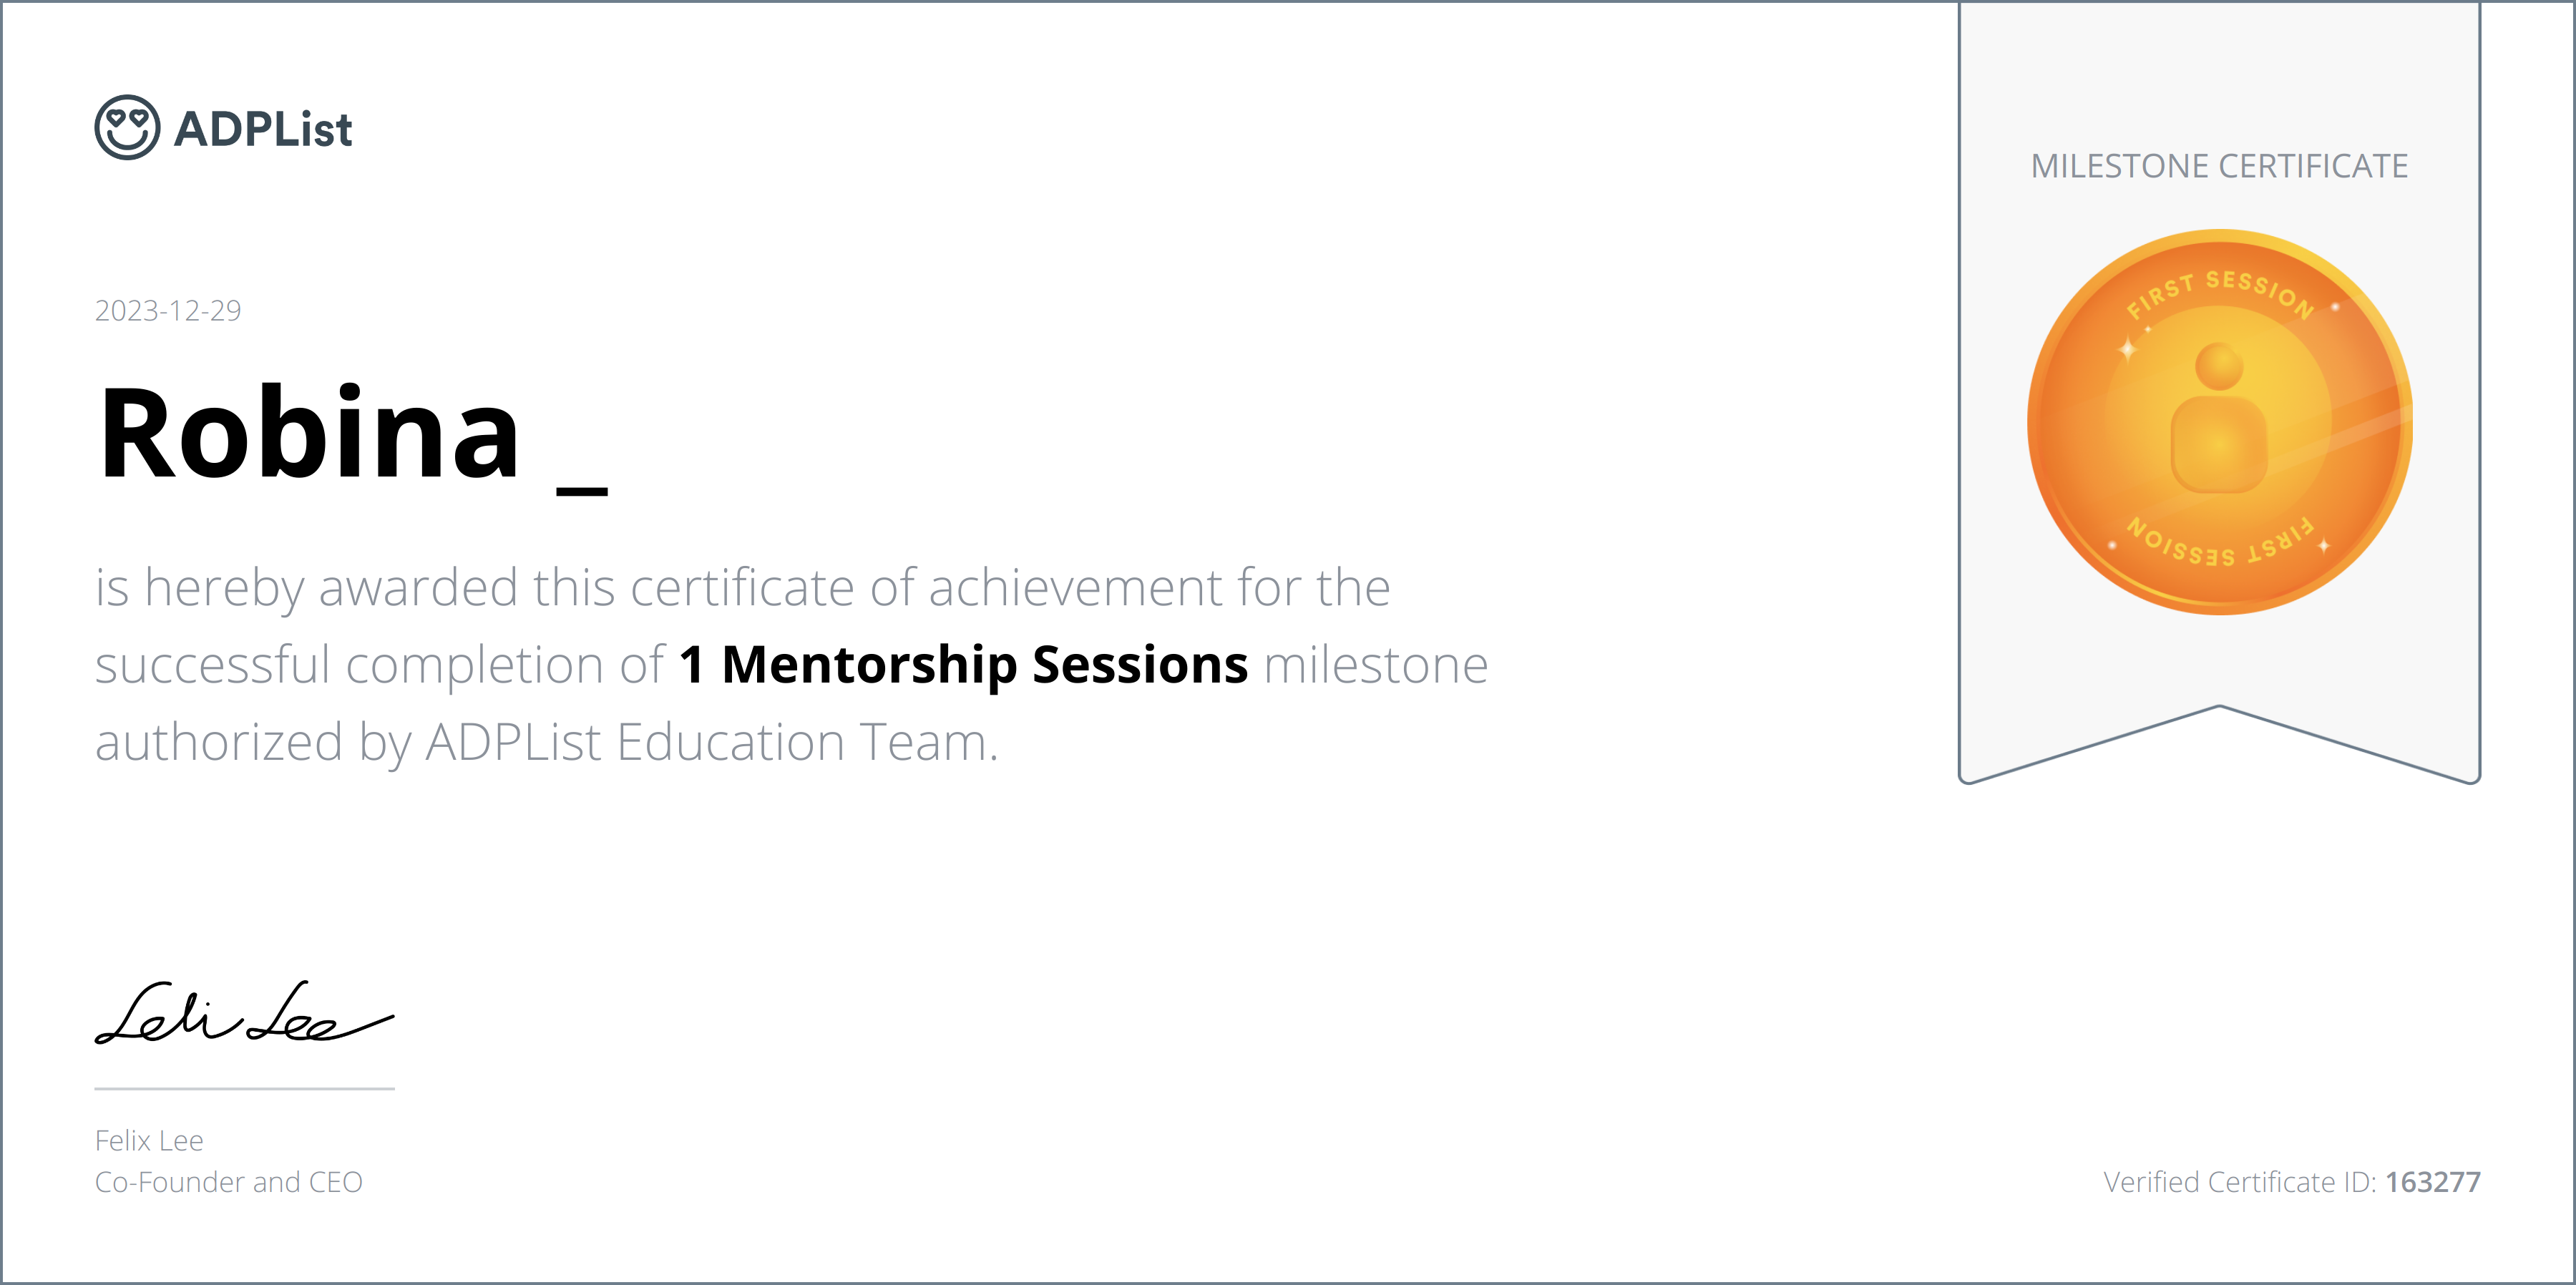 ADPList
MILESTONE CERTIFICATE
FIRST SESSION
FIRST SESSION
2023-12-29
Robina _
is hereby awarded this certificate of achievement for the
successful completion of 1 Mentorship Sessions milestone
authorized by ADPList Education Team.
Felix Lee
Co-Founder and CEO
Verified Certificate ID: 163277